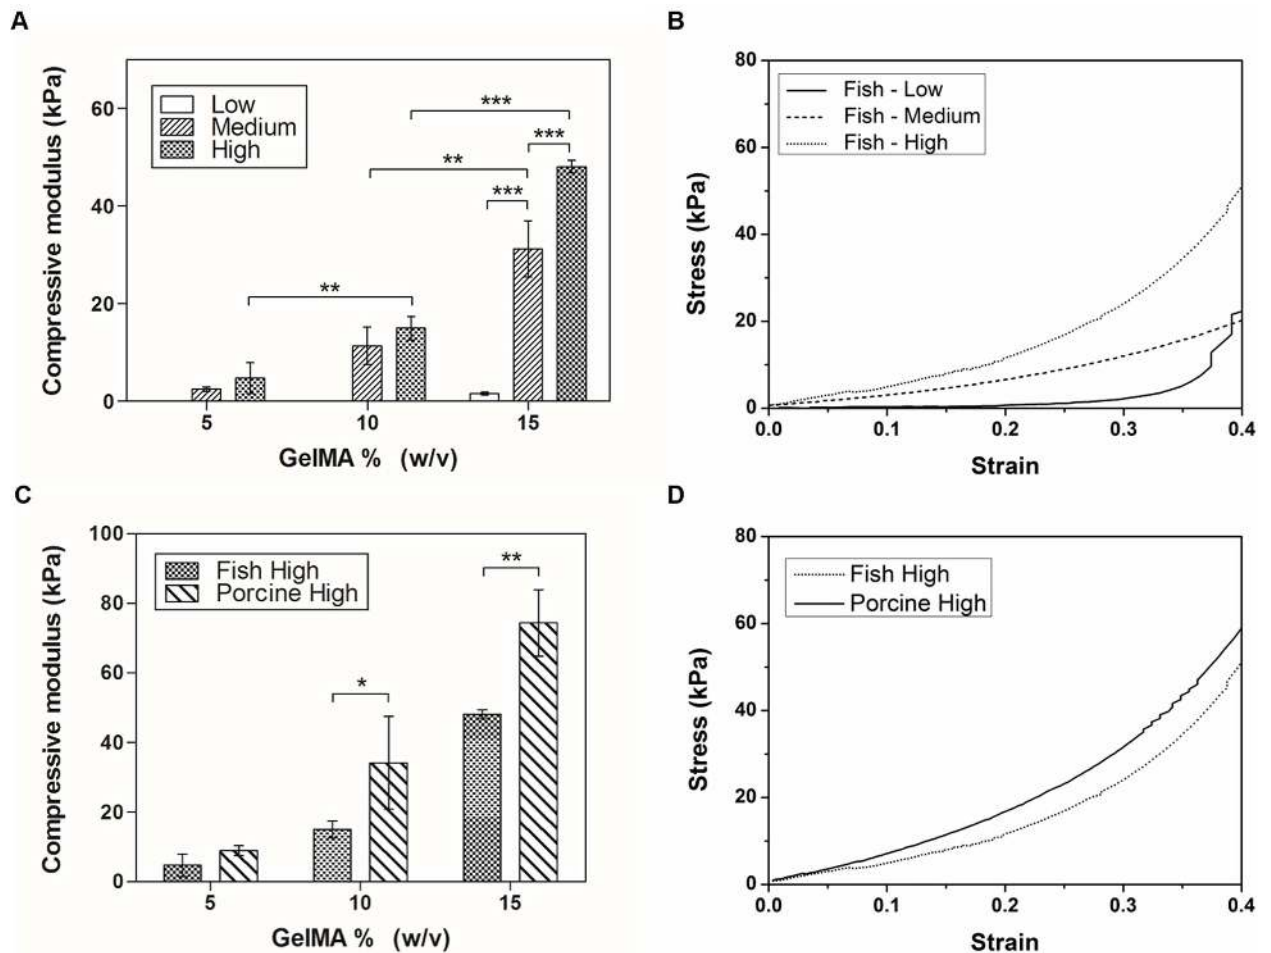 A
Compressive modulus (kPa)
60
40
20
0
Low
Medium
High
***
***
**
***
**
5
10
15
GelMA % (w/v)
B
Stress (kPa)
80
60
40
20
0
Fish - Low
Fish - Medium
Fish - High
0.0
0.1
0.2
0.3
0.4
Strain
C
Compressive modulus (kPa)
100
80
60
40
20
0
Fish High
Porcine High
**
*
5
10
15
GelMA % (w/v)
D
Stress (kPa)
80
60
40
20
0
Fish High
Porcine High
0.0
0.1
0.2
0.3
0.4
Strain